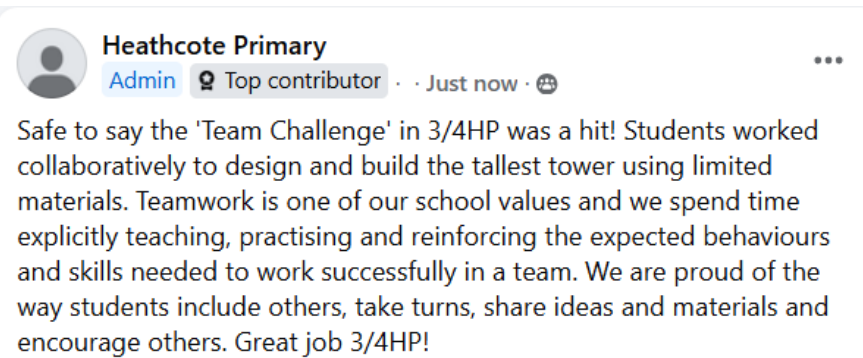 Heathcote Primary
Admin Top contributor · · Just now ·
Safe to say the 'Team Challenge' in 3/4HP was a hit! Students worked
collaboratively to design and build the tallest tower using limited
materials. Teamwork is one of our school values and we spend time
explicitly teaching, practising and reinforcing the expected behaviours
and skills needed to work successfully in a team. We are proud of the
way students include others, take turns, share ideas and materials and
encourage others. Great job 3/4HP!